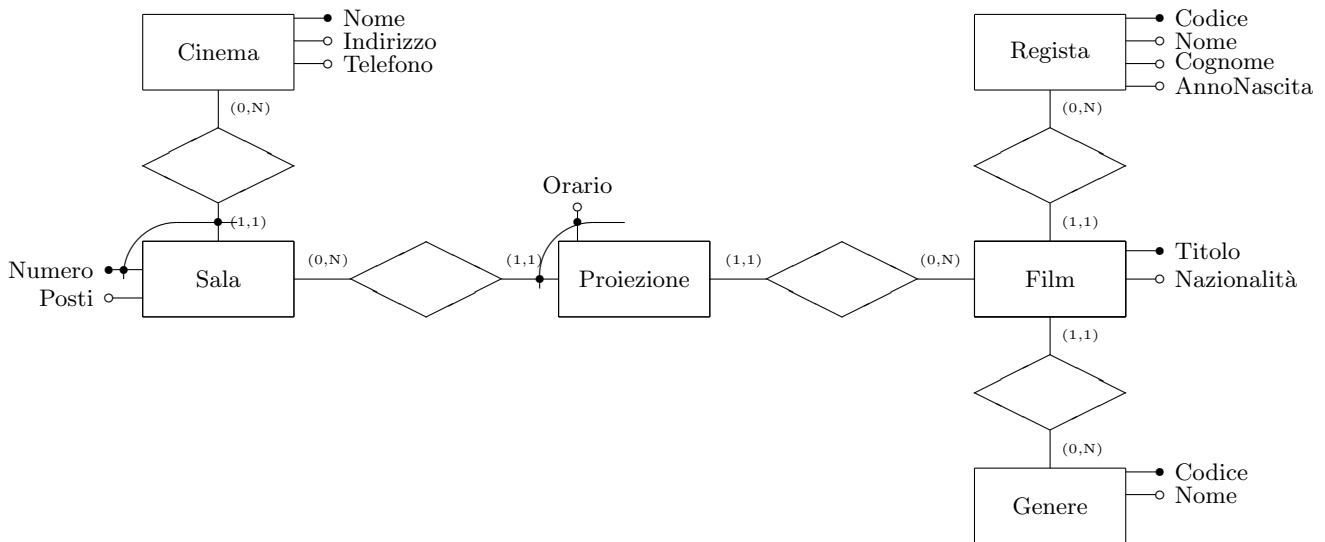 Nome
Codice
Cinema
Indirizzo
Regista
Nome
Telefono
Cognome
AnnoNascita
(0,N)
(0,N)
Orario
(1,1)
(1,1)
Numero
Sala
Posti
(0,N)
(1,1)
Proiezione
(1,1)
(0,N)
Film
Titolo
Nazionalità
(1,1)
(0,N)
Codice
Genere
Nome